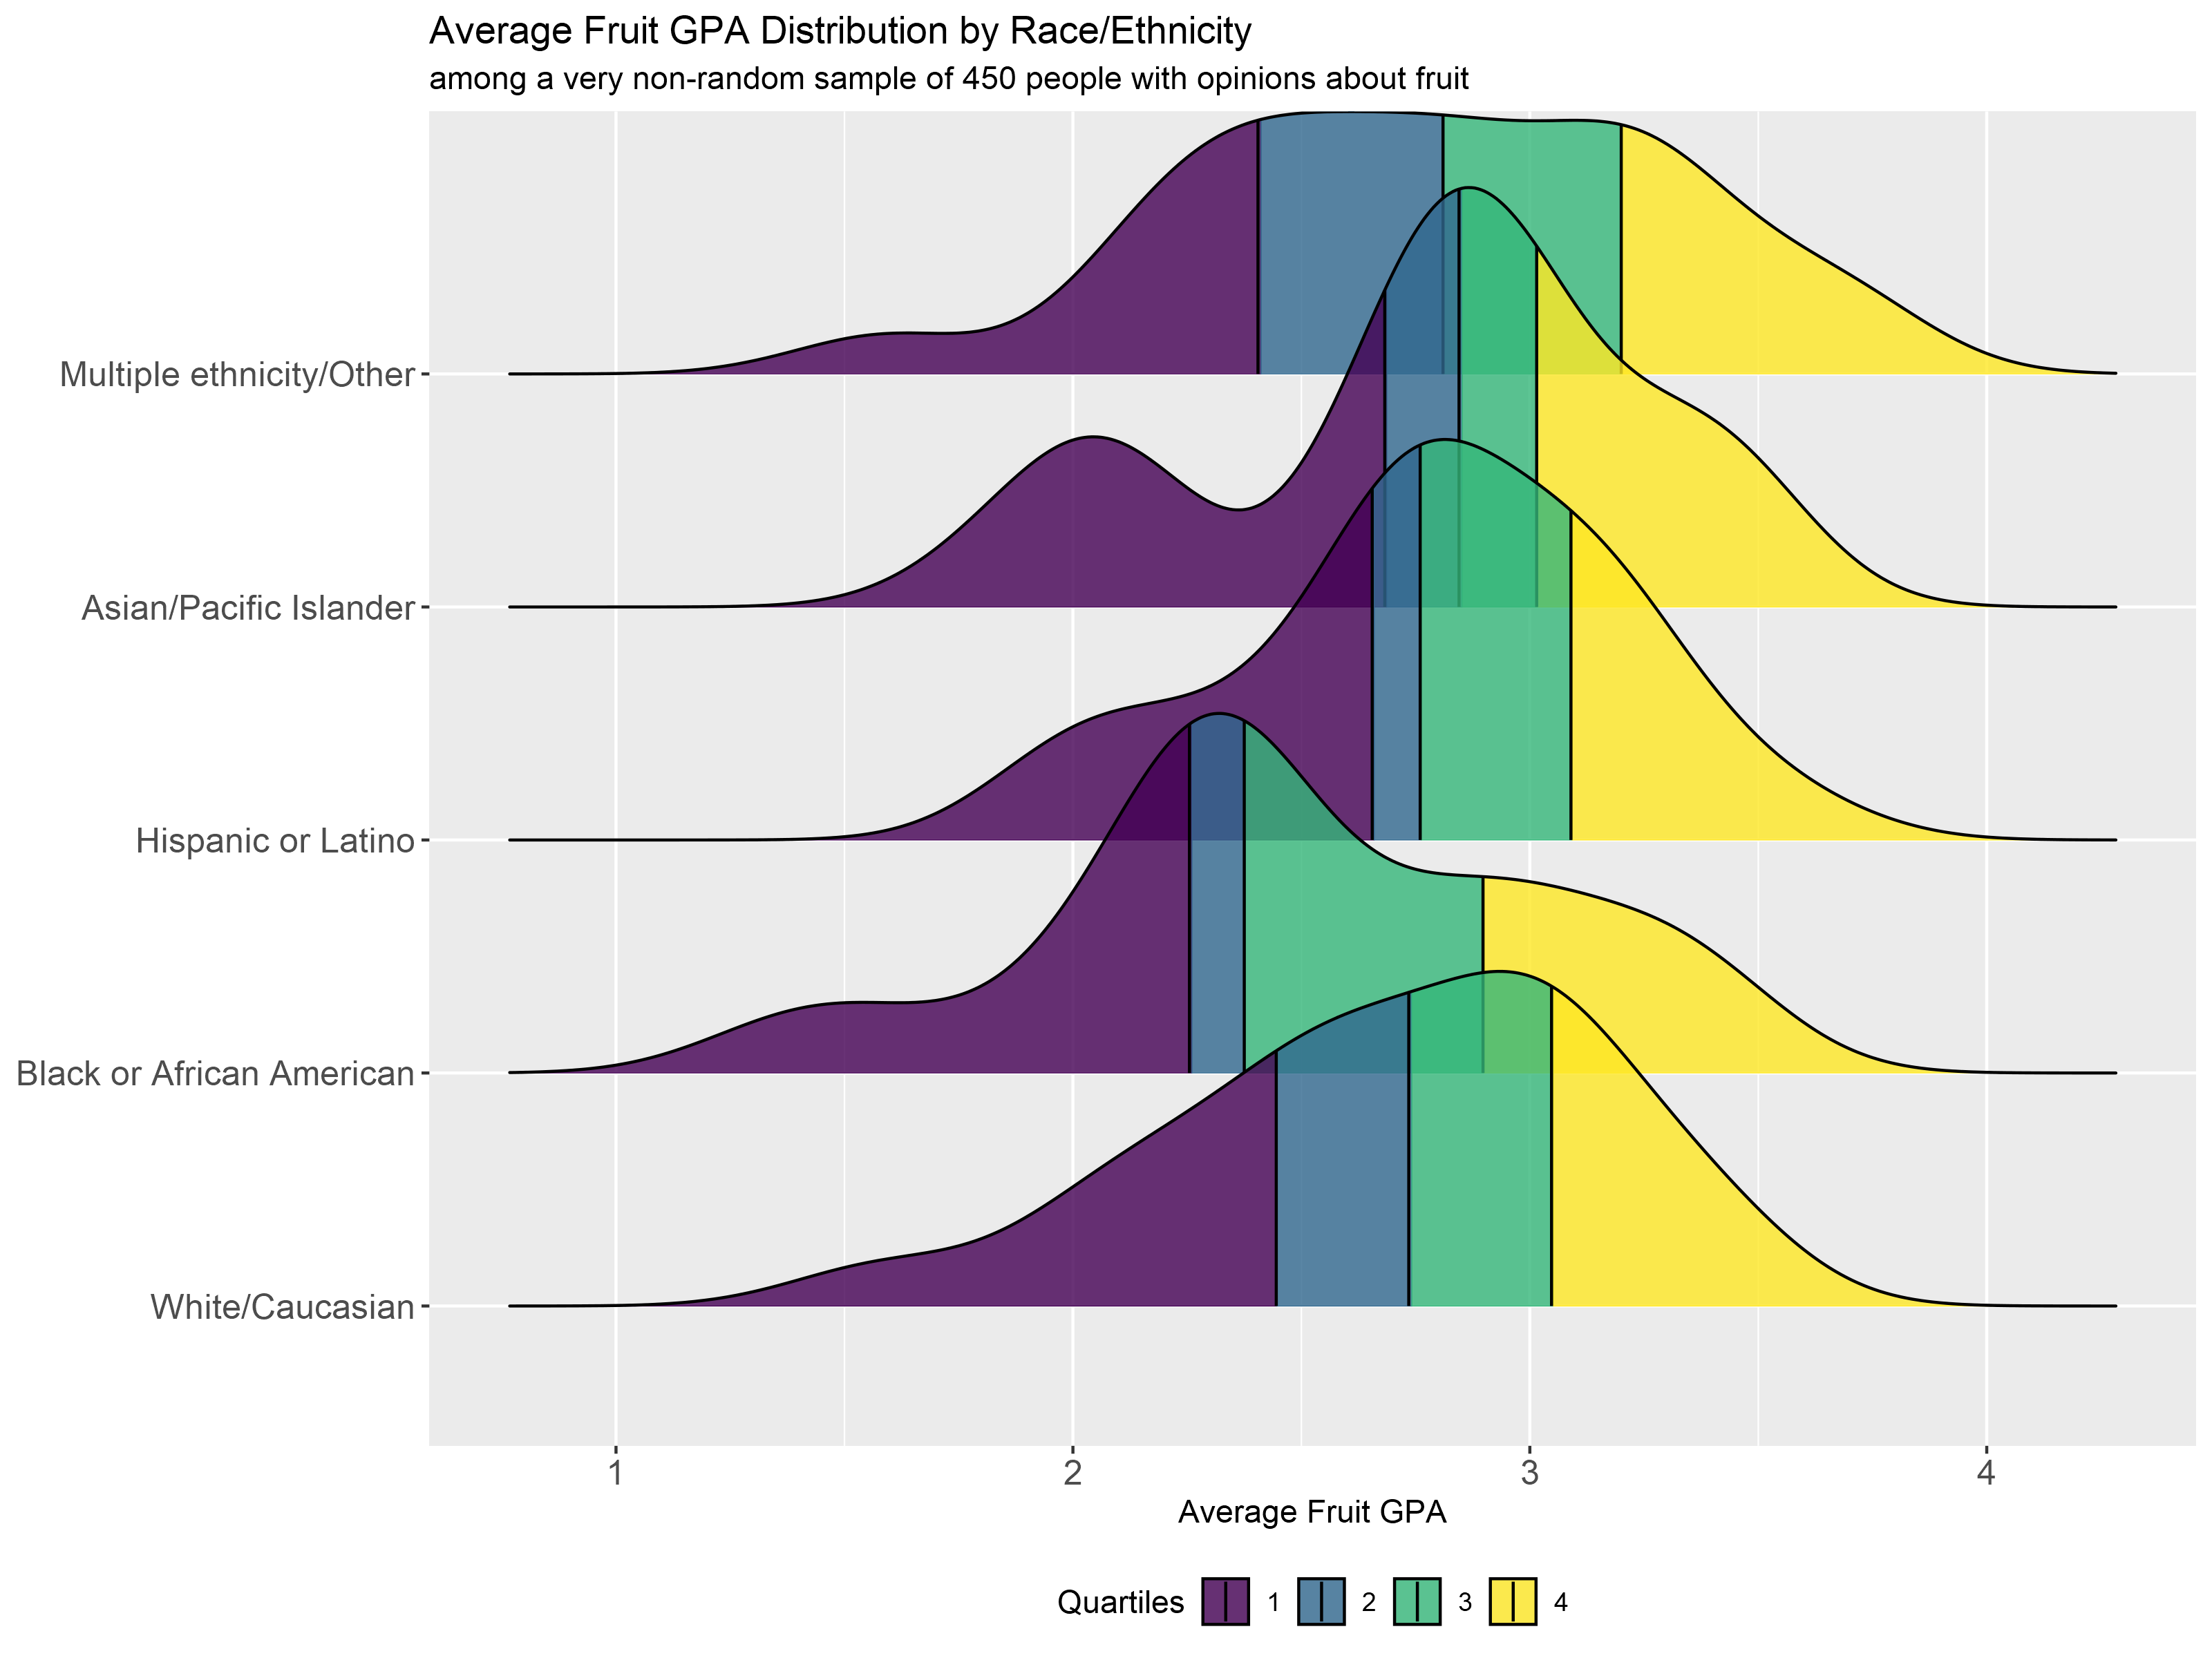 Average Fruit GPA Distribution by Race/Ethnicity
among a very non-random sample of 450 people with opinions about fruit
Multiple ethnicity/Other
Asian/Pacific Islander
Hispanic or Latino
Black or African American
White/Caucasian
1 2 3 4
Average Fruit GPA
Quartiles 1 2 3 4